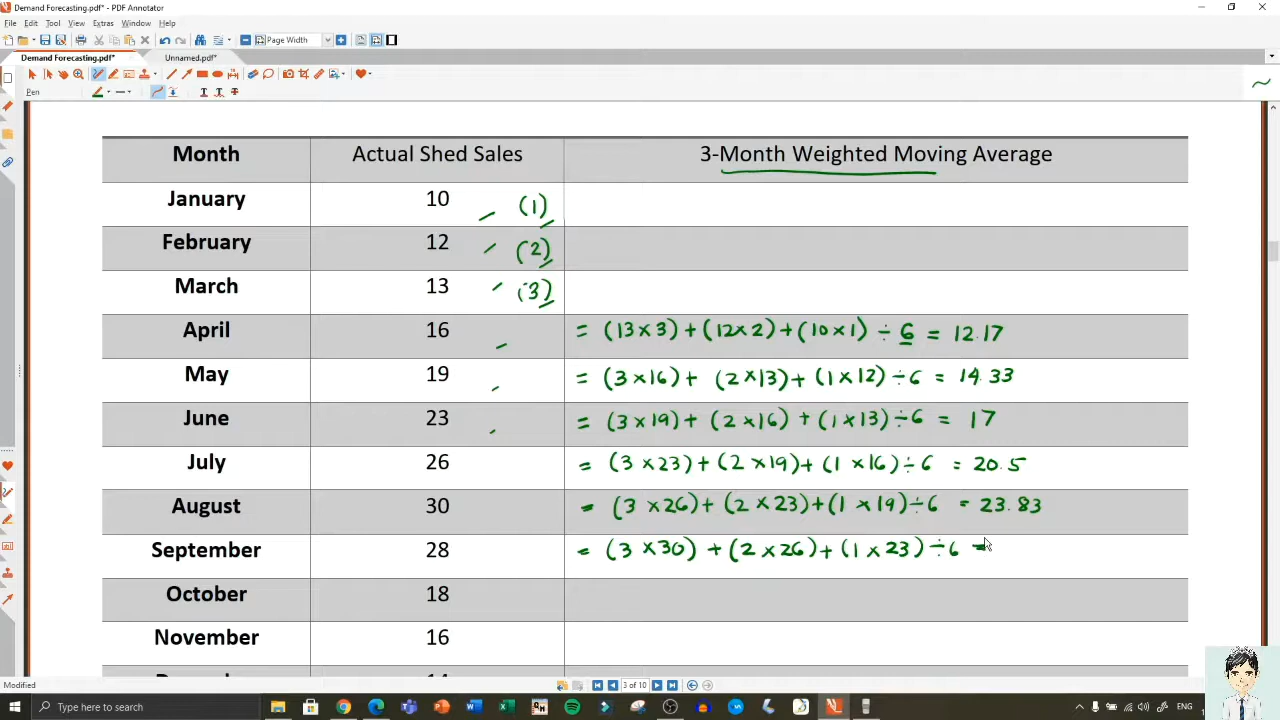 Demand Forecasting.pdf* - PDF Annotator
File Edit Tool View Document Extras Window Help
Page Width
Demand Forecasting.pdf* Unnamed.pdf*
Pen
Month Actual Shed Sales 3-Month Weighted Moving Average
January 10 (1)
February 12 (2)
March 13 (3)
April 16 = (13 x 3) + (12 x 2) + (10 x 1) ÷ 6 = 12.17
May 19 = (3 x 16) + (2 x 13) + (1 x 12) ÷ 6 = 14.33
June 23 = (3 x 19) + (2 x 16) + (1 x 13) ÷ 6 = 17
July 26 = (3 x 23) + (2 x 19) + (1 x 16) ÷ 6 = 20.5
August 30 = (3 x 26) + (2 x 23) + (1 x 19) ÷ 6 = 23.83
September 28 = (3 x 30) + (2 x 26) + (1 x 23) ÷ 6 =
October 18
November 16
Modified 3 of 10
Type here to search